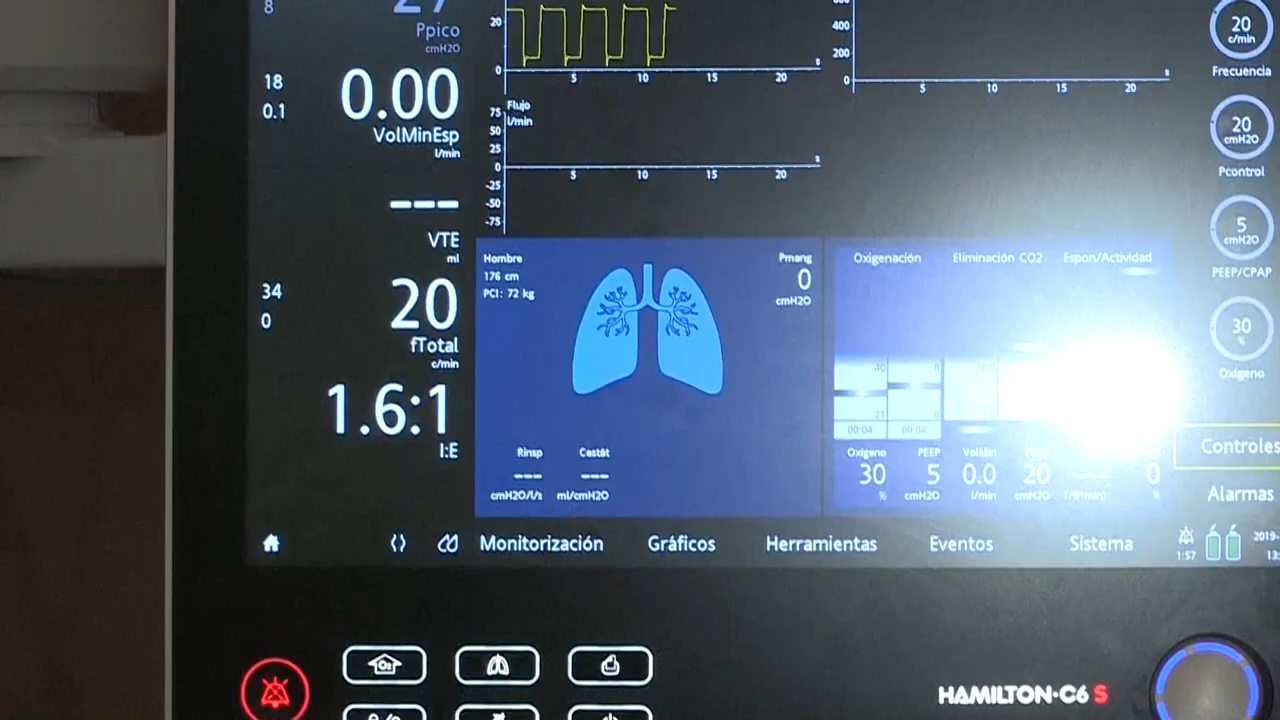 8
Ppico
cmH2O
18
0.1
0.00
VolMinEsp
l/min
---
VTE
ml
34
0
20
fTotal
c/min
1.6:1
I:E
20
0
5
10
15
20
s
400
200
0
5
10
15
20
s
Flujo
l/min
75
50
25
0
-25
-50
-75
5
10
15
20
s
Hombre
176 cm
PCI: 72 kg
Pmang
0
cmH2O
Rinsp
Cestát
---
---
cmH2O/l/s
ml/cmH2O
Oxigenación
Eliminación CO2
Espon/Actividad
40
8
21
0
00:04
00:04
Oxígeno
PEEP
VolMin
30
5
0.0
20
0
%
cmH2O
l/min
cmH2O
%
20
c/min
Frecuencia
20
cmH2O
Pcontrol
5
cmH2O
PEEP/CPAP
30
%
Oxígeno
Controles
Alarmas
Monitorización
Gráficos
Herramientas
Eventos
Sistema
1:57
2019-
O2
HAMILTON-C6 S